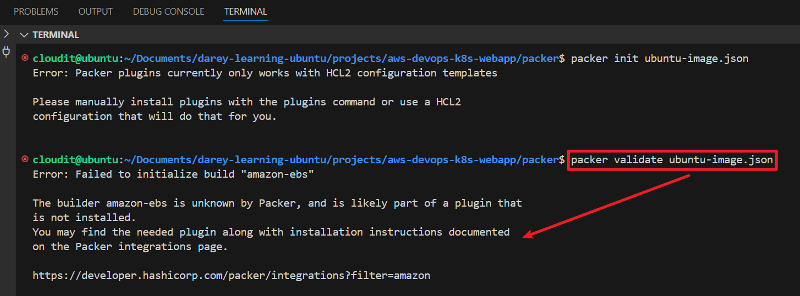 PROBLEMS OUTPUT DEBUG CONSOLE TERMINAL
TERMINAL
cloudit@ubuntu:~/Documents/darey-learning-ubuntu/projects/aws-devops-k8s-webapp/packer$ packer init ubuntu-image.json
Error: Packer plugins currently only works with HCL2 configuration templates
Please manually install plugins with the plugins command or use a HCL2
configuration that will do that for you.
cloudit@ubuntu:~/Documents/darey-learning-ubuntu/projects/aws-devops-k8s-webapp/packer$ packer validate ubuntu-image.json
Error: Failed to initialize build "amazon-ebs"
The builder amazon-ebs is unknown by Packer, and is likely part of a plugin that
is not installed.
You may find the needed plugin along with installation instructions documented
on the Packer integrations page.
https://developer.hashicorp.com/packer/integrations?filter=amazon